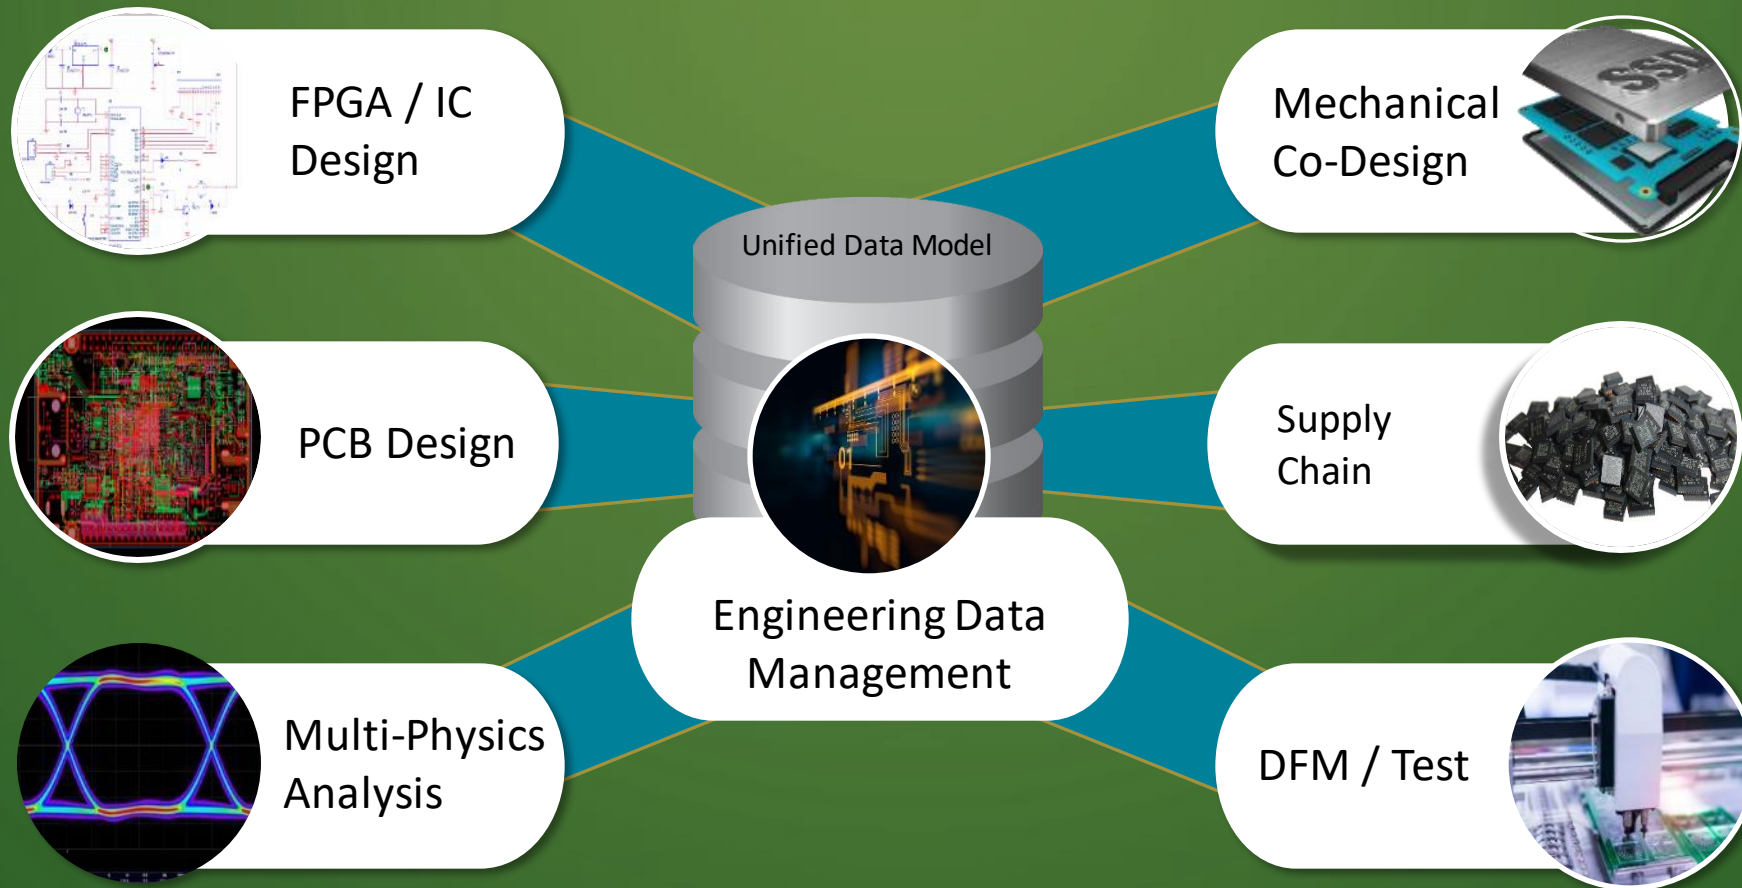 FPGA / IC
Design
Mechanical
Co-Design
SSD
Unified Data Model
PCB Design
Supply
Chain
Engineering Data
Management
Multi-Physics
Analysis
DFM / Test